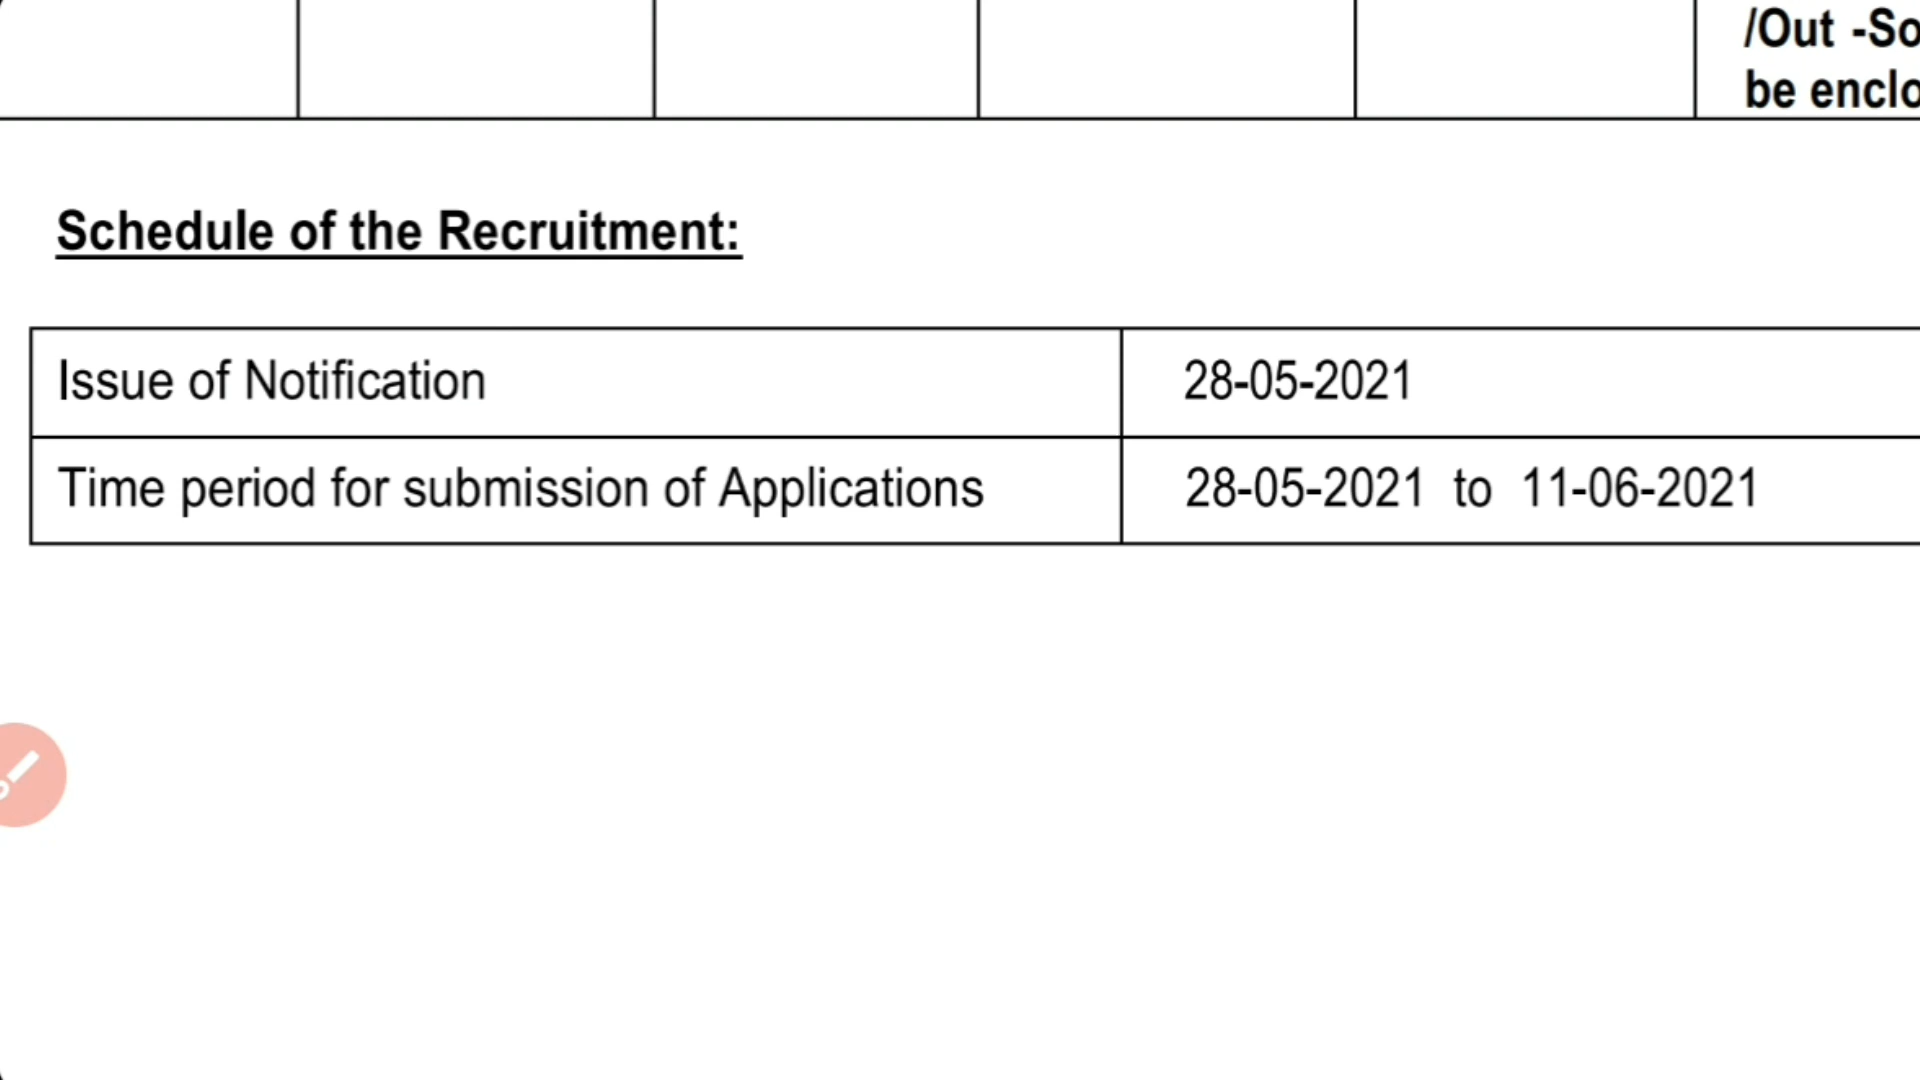 /Out -So
be enclo
Schedule of the Recruitment:
Issue of Notification 28-05-2021
Time period for submission of Applications 28-05-2021 to 11-06-2021